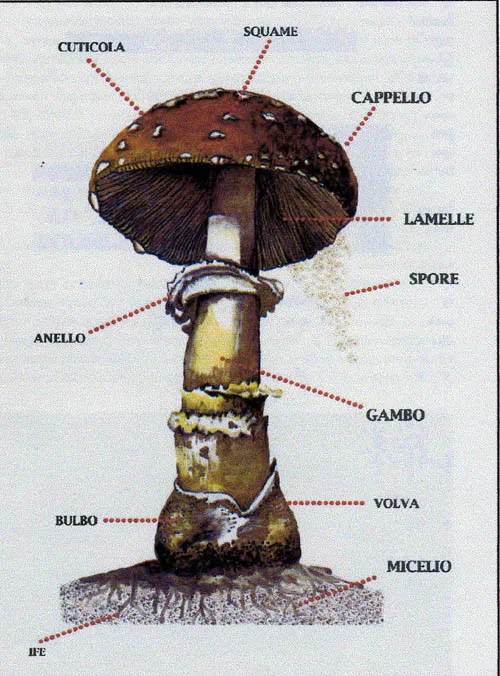 SQUAME
CUTICOLA
CAPPELLO
LAMELLE
SPORE
ANELLO
GAMBO
VOLVA
BULBO
MICELIO
IFE